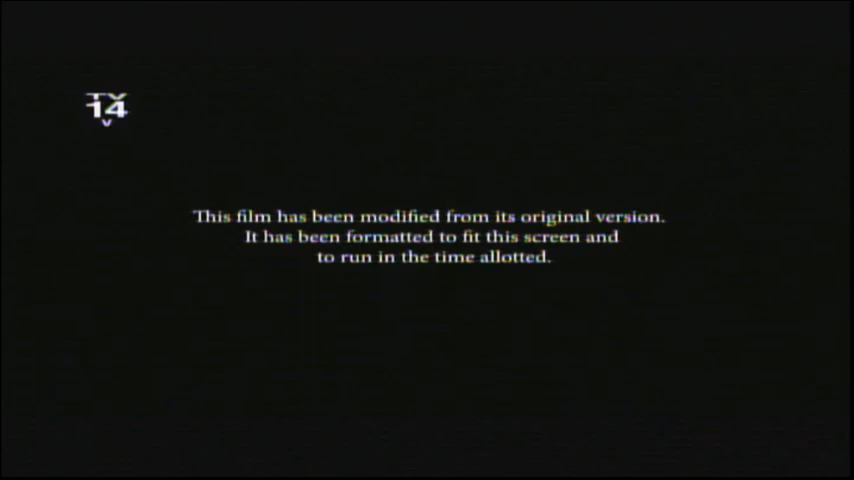 TV
14
V
This film has been modified from its original version.
It has been formatted to fit this screen and
to run in the time allotted.